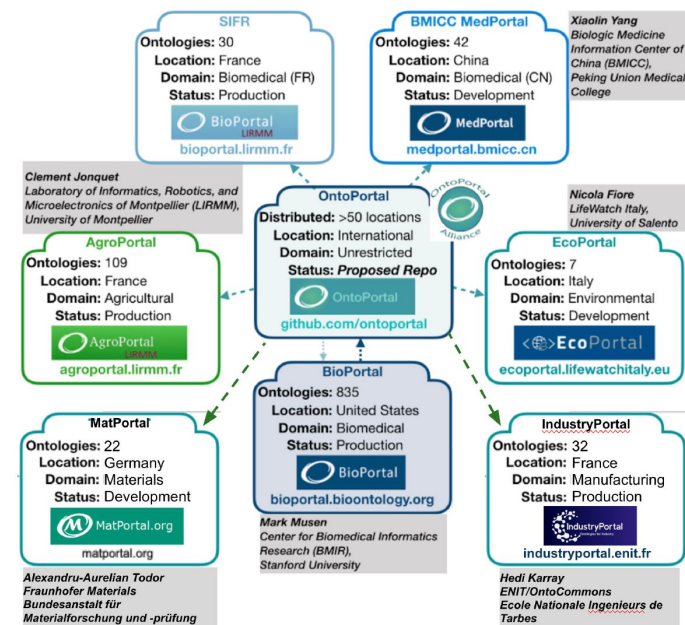 SIFR
Ontologies: 30
Location: France
Domain: Biomedical (FR)
Status: Production
BioPortal
LIRMM
bioportal.lirmm.fr
BMICC MedPortal
Ontologies: 42
Location: China
Domain: Biomedical (CN)
Status: Development
MedPortal
medportal.bmicc.cn
Xiaolin Yang
Biologic Medicine
Information Center of
China (BMICC),
Peking Union Medical
College
Clement Jonquet
Laboratory of Informatics, Robotics, and
Microelectronics of Montpellier (LIRMM),
University of Montpellier
OntoPortal
Distributed: >50 locations
Location: International
Domain: Unrestricted
Status: Proposed Repo
OntoPortal
github.com/ontoportal
OntoPortal
Alliance
Nicola Fiore
LifeWatch Italy,
University of Salento
AgroPortal
Ontologies: 109
Location: France
Domain: Agricultural
Status: Production
AgroPortal
LIRMM
agroportal.lirmm.fr
EcoPortal
Ontologies: 7
Location: Italy
Domain: Environmental
Status: Development
EcoPortal
ecoportal.lifewatchitaly.eu
BioPortal
Ontologies: 835
Location: United States
Domain: Biomedical
Status: Production
BioPortal
bioportal.bioontology.org
Mark Musen
Center for Biomedical Informatics
Research (BMIR),
Stanford University
MatPortal
Ontologies: 22
Location: Germany
Domain: Materials
Status: Development
MatPortal.org
matportal.org
Alexandru-Aurelian Todor
Fraunhofer Materials
Bundesanstalt für
Materialforschung und -prüfung
IndustryPortal
Ontologies: 32
Location: France
Domain: Manufacturing
Status: Production
IndustryPortal
industryportal.enit.fr
Hedi Karray
ENIT/OntoCommons
Ecole Nationale Ingenieurs de
Tarbes